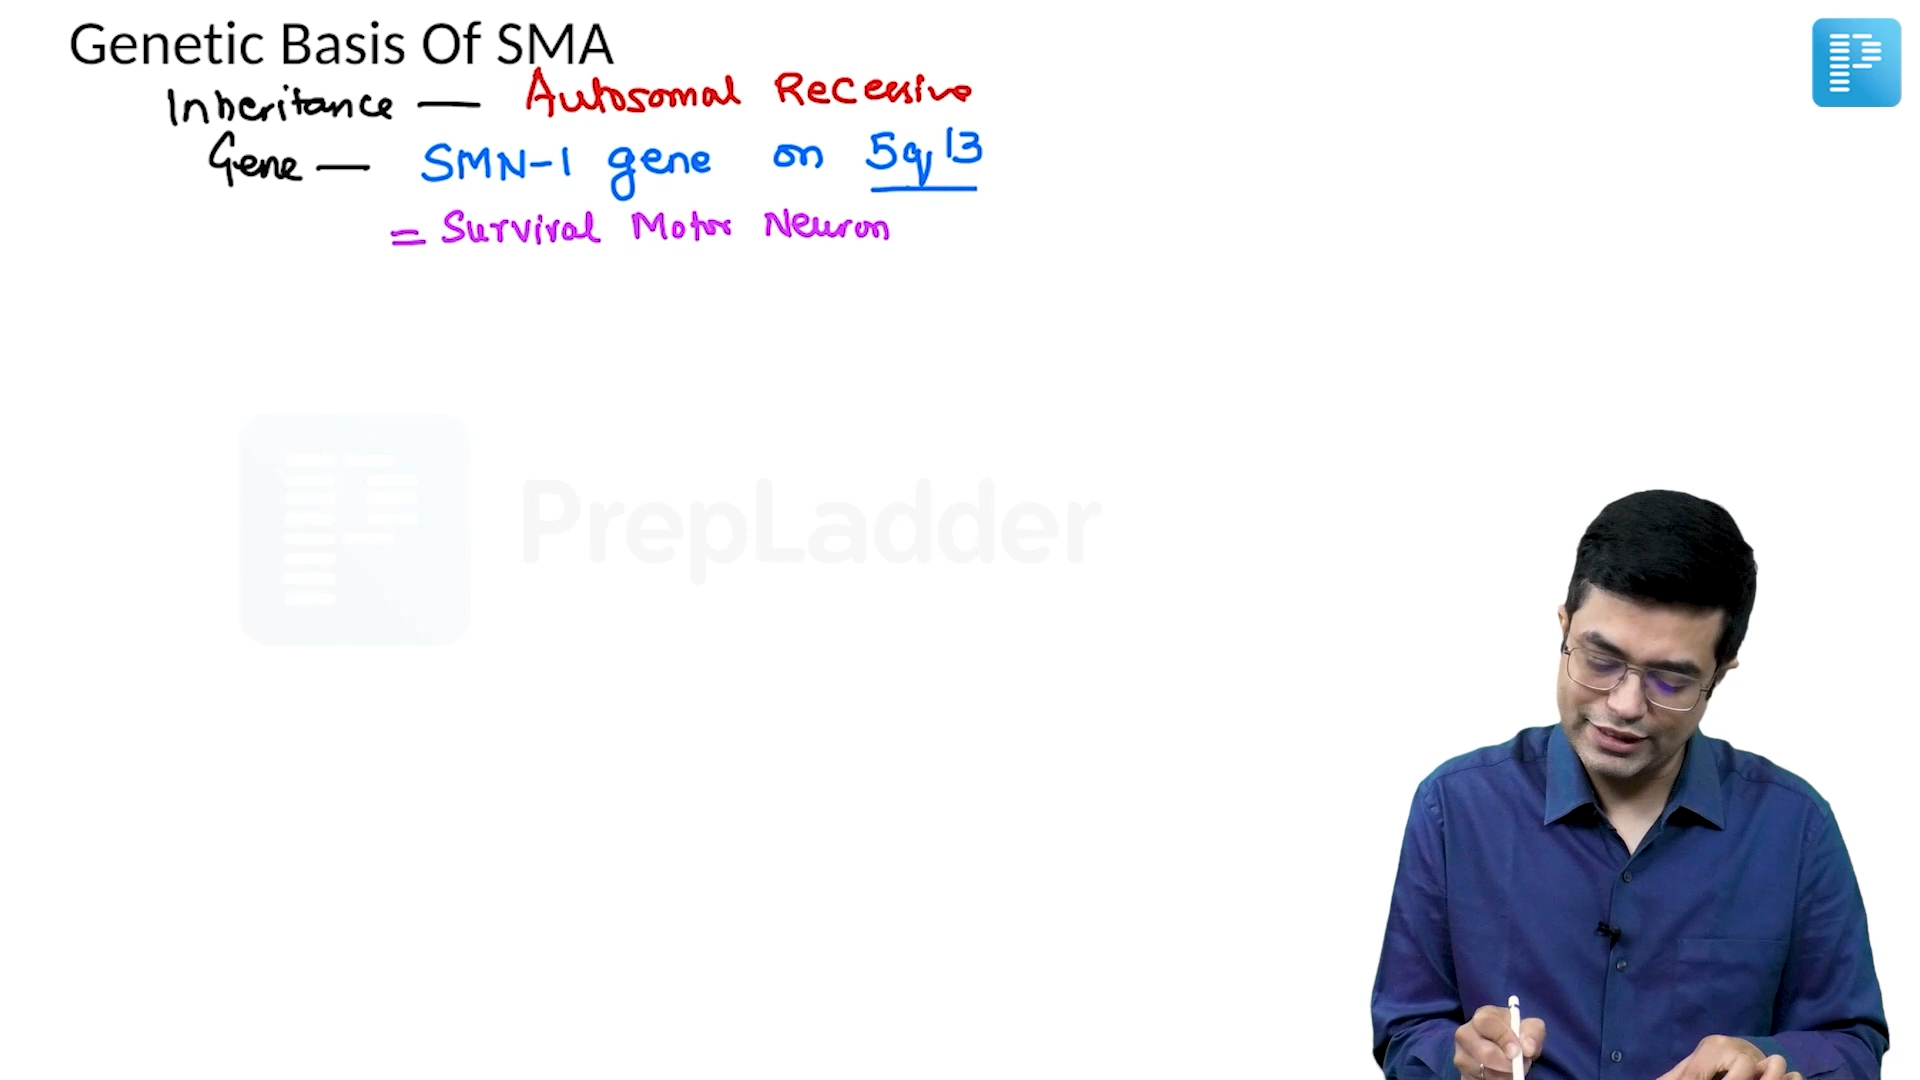 Genetic Basis Of SMA
Inheritance — Autosomal Recessive
Gene — SMN-1 gene on 5q13
= Survival Motor Neuron
PrepLadder